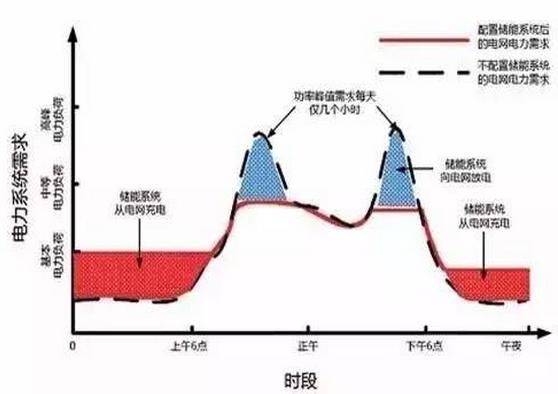 配置储能系统后
的电网电力需求
不配置储能系统
的电网电力需求
功率峰值需求每天
仅几个小时
高峰
电力负荷
储能系统
向电网放电
电力系统需求
中等
电力负荷
储能系统
从电网充电
储能系统
从电网充电
基本
电力负荷
0
上午6点
正午
下午6点
午夜
时段